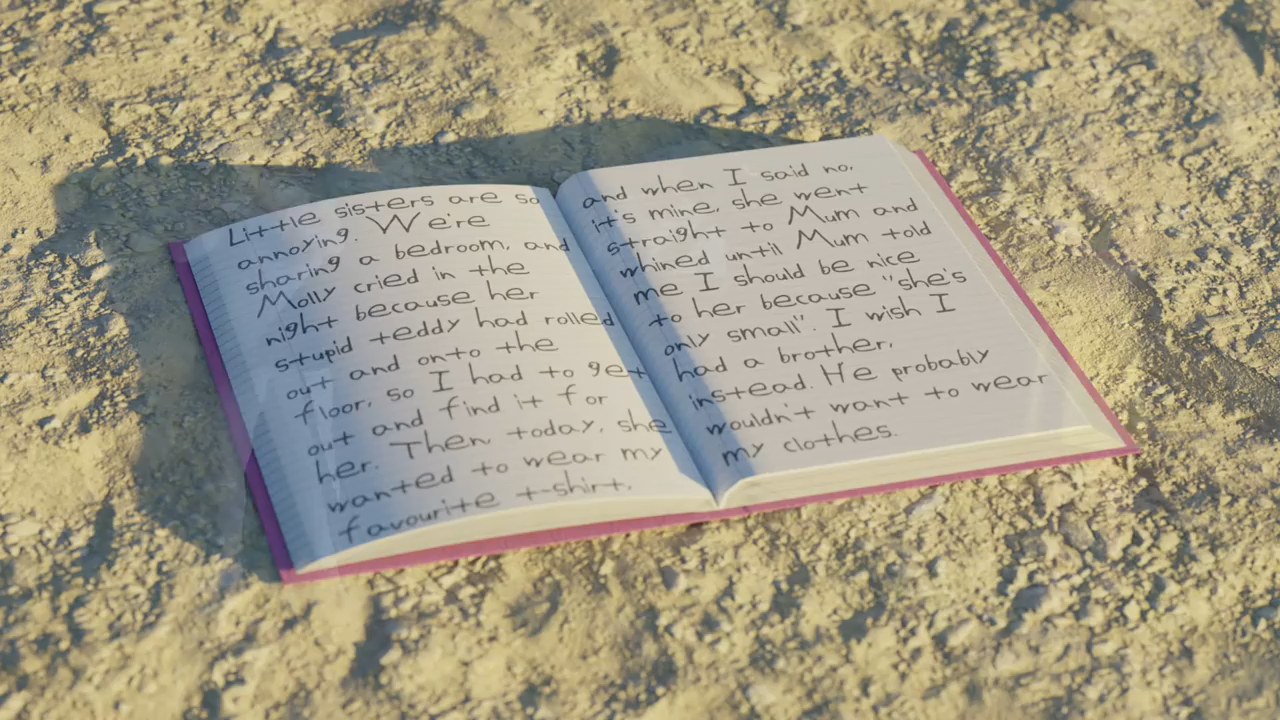 Little sisters are so
annoying. We're
sharing a bedroom, and
Molly cried in the
night because her
stupid teddy had rolled
out and onto the
floor, so I had to get
out and find it for
her. Then, today, she
wanted to wear my
favourite t-shirt,
and when I said no,
it's mine, she went
straight to Mum and
whined until Mum told
me I should be nice
to her because "she's
only small". I wish I
had a brother,
instead. He probably
wouldn't want to wear
my clothes.